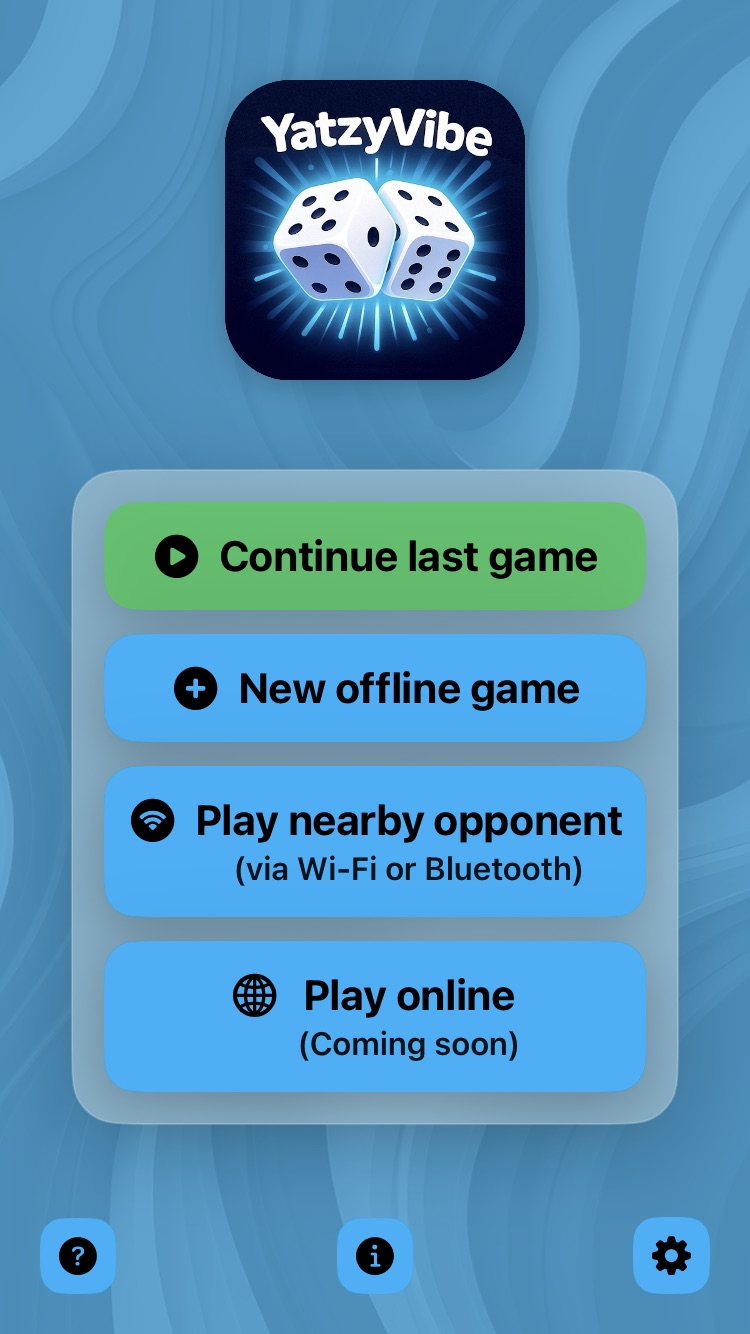 YatzyVibe
Continue last game
New offline game
Play nearby opponent
(via Wi-Fi or Bluetooth)
Play online
(Coming soon)